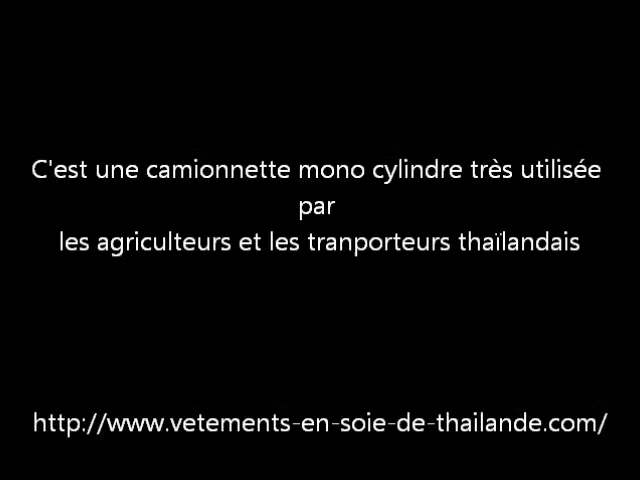 C'est une camionnette mono cylindre très utilisée
par
les agriculteurs et les tranporteurs thaïlandais
http://www.vetements-en-soie-de-thailande.com/